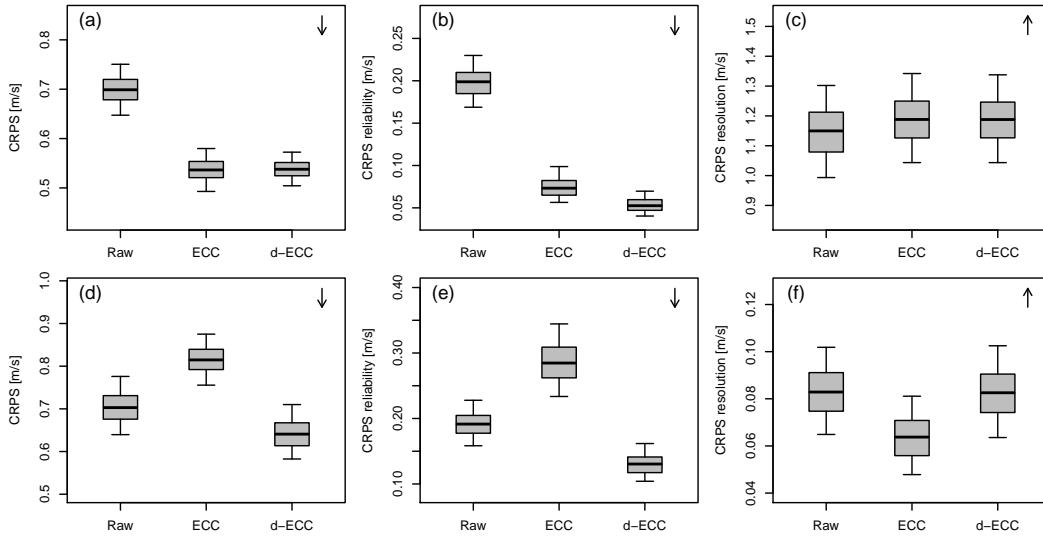 (a)
CRPS [m/s]
0.8
0.7
0.6
0.5
Raw ECC d−ECC
(b)
CRPS reliability [m/s]
0.25
0.20
0.15
0.10
0.05
Raw ECC d−ECC
(c)
CRPS resolution [m/s]
1.5
1.4
1.3
1.2
1.1
1.0
0.9
Raw ECC d−ECC
(d)
CRPS [m/s]
1.0
0.9
0.8
0.7
0.6
0.5
Raw ECC d−ECC
(e)
CRPS reliability [m/s]
0.40
0.30
0.20
0.10
Raw ECC d−ECC
(f)
CRPS resolution [m/s]
0.12
0.10
0.08
0.06
0.04
Raw ECC d−ECC